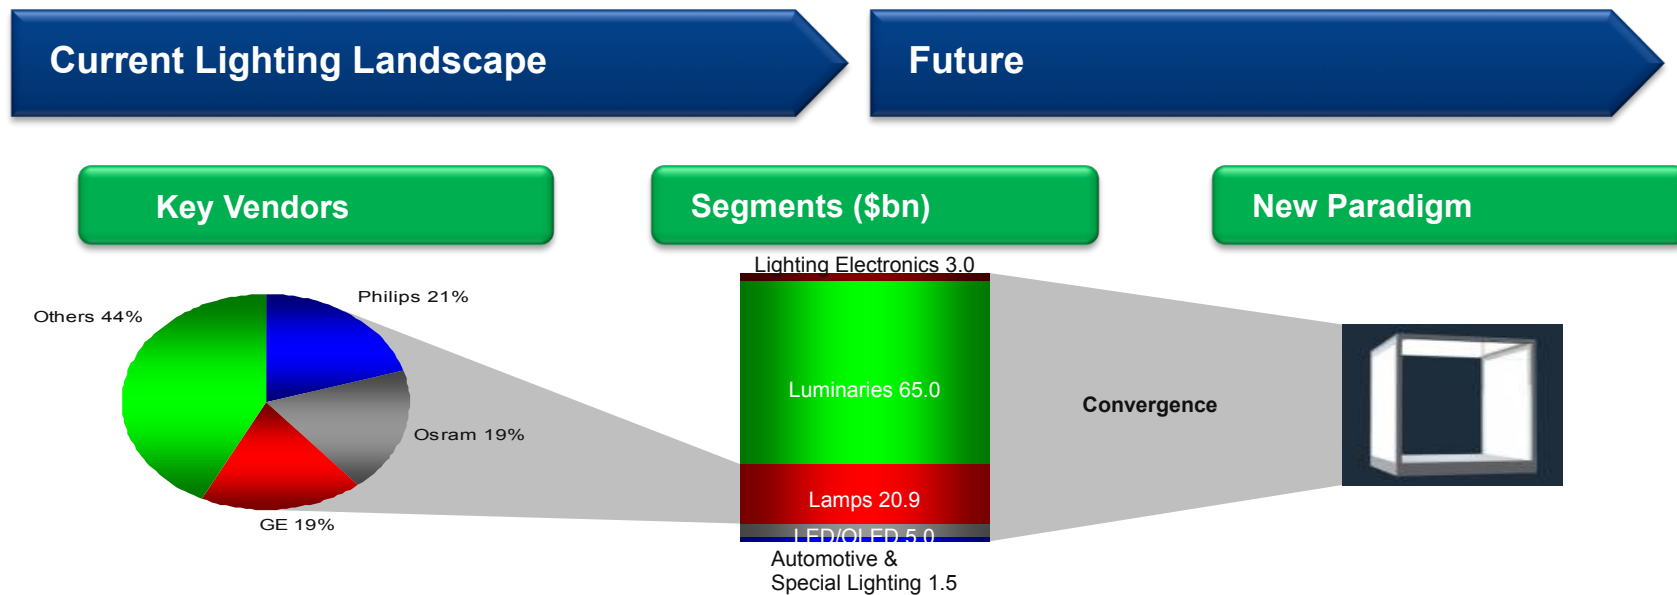 Current Lighting Landscape
Future
Key Vendors
Segments ($bn)
New Paradigm
Lighting Electronics 3.0
Philips 21%
Others 44%
Luminaries 65.0
Convergence
Osram 19%
Lamps 20.9
GE 19%
LED/OLED 5.0
Automotive &
Special Lighting 1.5